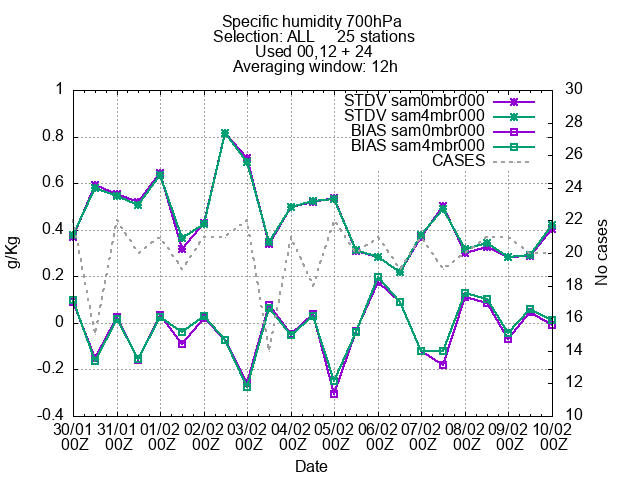 Specific humidity 700hPa
Selection: ALL 25 stations
Used 00,12 + 24
Averaging window: 12h
STDV sam0mbr000
STDV sam4mbr000
BIAS sam0mbr000
BIAS sam4mbr000
CASES
g/Kg
1
0.8
0.6
0.4
0.2
0
-0.2
-0.4
30
28
26
24
22
20
18
16
14
12
10
No cases
30/01 31/01 01/02 02/02 03/02 04/02 05/02 06/02 07/02 08/02 09/02 10/02
00Z 00Z 00Z 00Z 00Z 00Z 00Z 00Z 00Z 00Z 00Z 00Z
Date